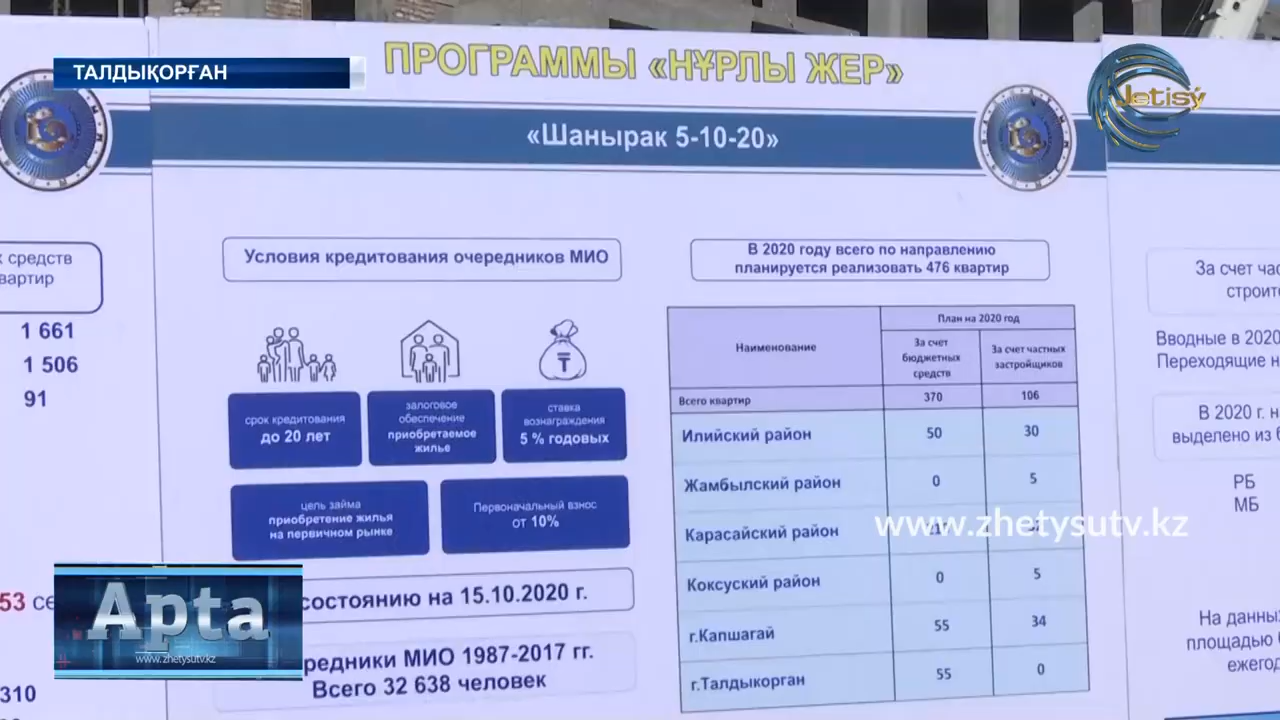 ТАЛДЫҚОРҒАН
Jetisý
ПРОГРАММЫ «НҰРЛЫ ЖЕР»
«Шанырак 5-10-20»
средств
1 661
1 506
91
53
310
Условия кредитования очередников МИО
срок кредитования
до 20 лет
залоговое
обеспечение
приобретаемое
жилье
ставка
вознаграждения
5 % годовых
цель займа
приобретение жилья
на первичном рынке
Первоначальный взнос
от 10%
состоянию на 15.10.2020 г.
МИО 1987-2017 гг.
Всего 32 638 человек
В 2020 году всего по направлению
планируется реализовать 476 квартир
Наименование
План на 2020 год
За счет
бюджетных
средств
За счет частных
застройщиков
Всего квартир 370 106
Илийский район 50 30
Жамбылский район 0 5
Карасайский район
Коксуский район 0 5
г.Капшагай 55 34
г.Талдыкорган 55 0
За счет
Вводные в 2020
Переходящие
В 2020 г.
выделено из
РБ
МБ
На
площадью
www.zhetysutv.kz
Apta
www.zhetysutv.kz